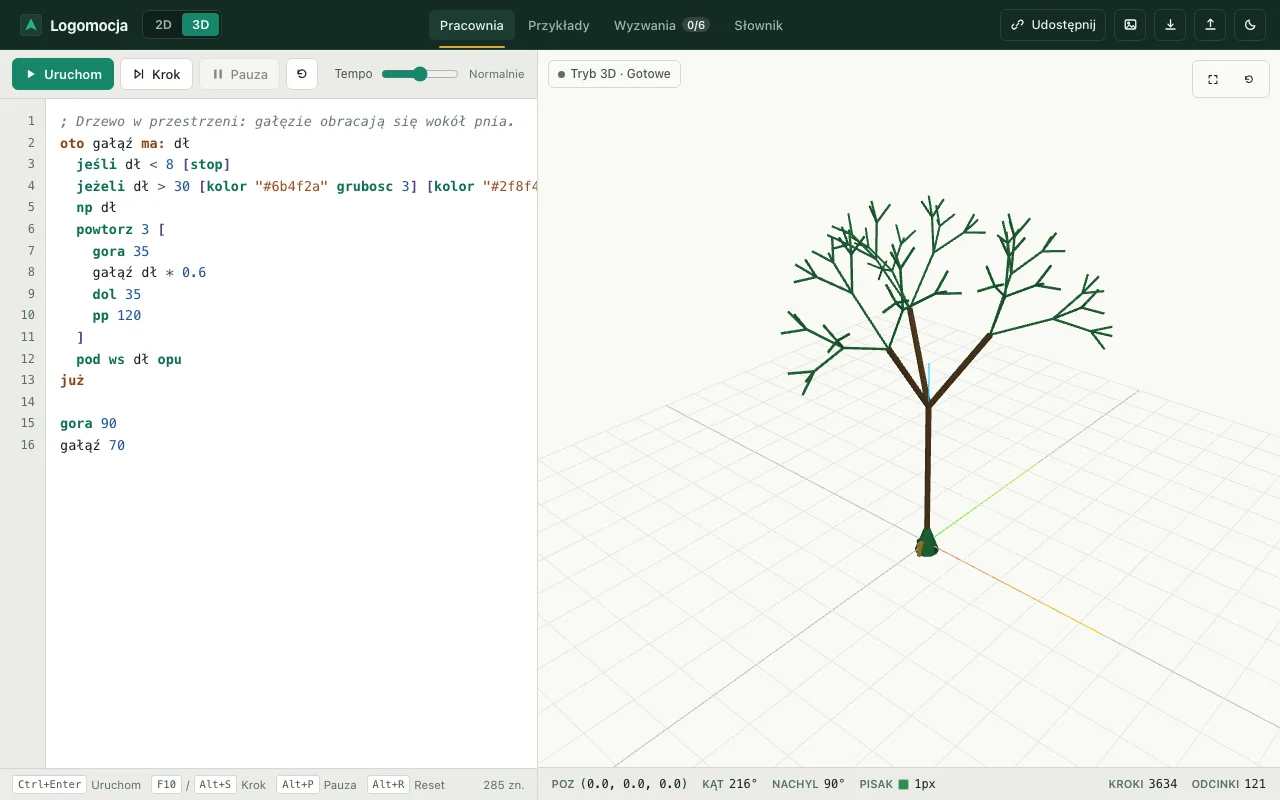 Logomocja
2D 3D
Pracownia Przykłady Wyzwania 0/6 Słownik
Udostępnij
Uruchom Krok Pauza Tempo Normalnie
Tryb 3D · Gotowe
1 ; Drzewo w przestrzeni: gałęzie obracają się wokół pnia.
2 oto gałąź ma: dł
3 jeśli dł < 8 [stop]
4 jeżeli dł > 30 [kolor "#6b4f2a" grubosc 3] [kolor "#2f8f4
5 np dł
6 powtorz 3 [
7 gora 35
8 gałąź dł * 0.6
9 dol 35
10 pp 120
11 ]
12 pod ws dł opu
13 już
14
15 gora 90
16 gałąź 70
Ctrl+Enter Uruchom F10 / Alt+S Krok Alt+P Pauza Alt+R Reset 285 zn.
POZ (0.0, 0.0, 0.0) KĄT 216° NACHYL 90° PISAK 1px KROKI 3634 ODCINKI 121